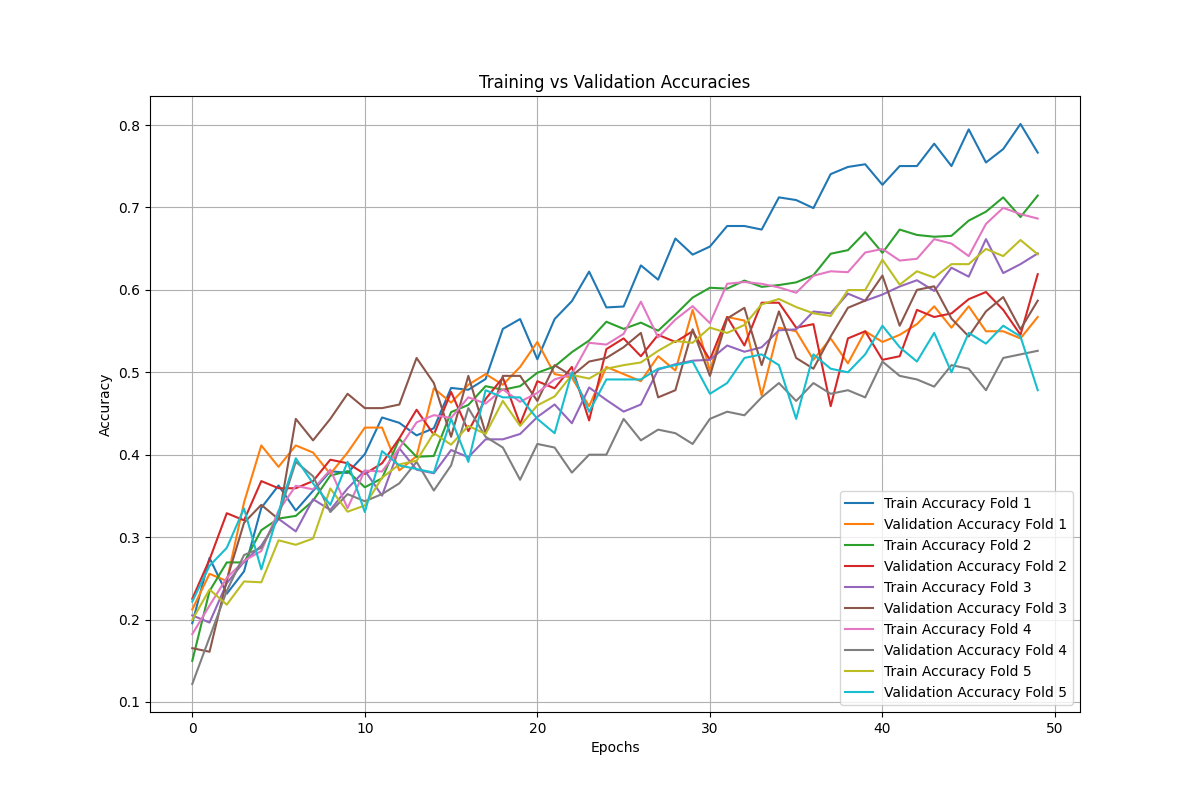 Training vs Validation Accuracies
Accuracy
0.8
0.7
0.6
0.5
0.4
0.3
0.2
0.1
0 10 20 30 40 50
Epochs
Train Accuracy Fold 1
Validation Accuracy Fold 1
Train Accuracy Fold 2
Validation Accuracy Fold 2
Train Accuracy Fold 3
Validation Accuracy Fold 3
Train Accuracy Fold 4
Validation Accuracy Fold 4
Train Accuracy Fold 5
Validation Accuracy Fold 5